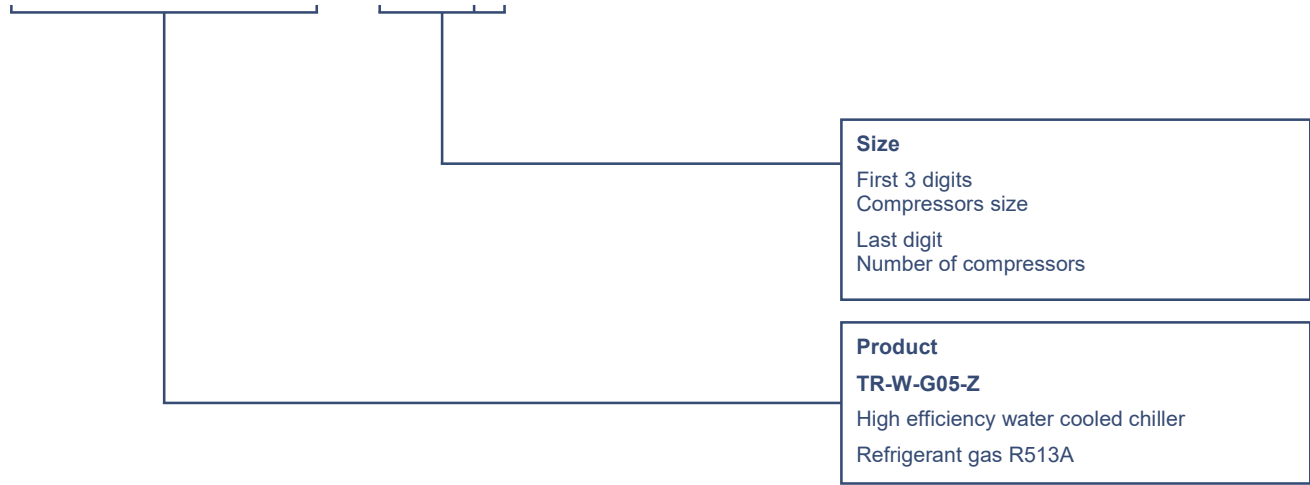 Size
First 3 digits
Compressors size
Last digit
Number of compressors
Product
TR-W-G05-Z
High efficiency water cooled chiller
Refrigerant gas R513A